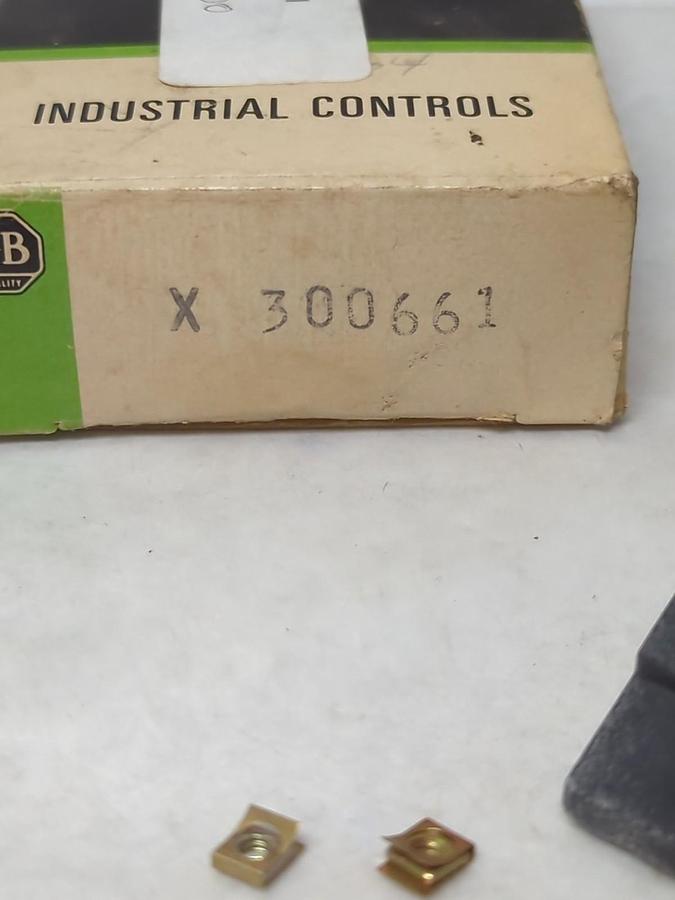 INDUSTRIAL CONTROLS
B
X 300661